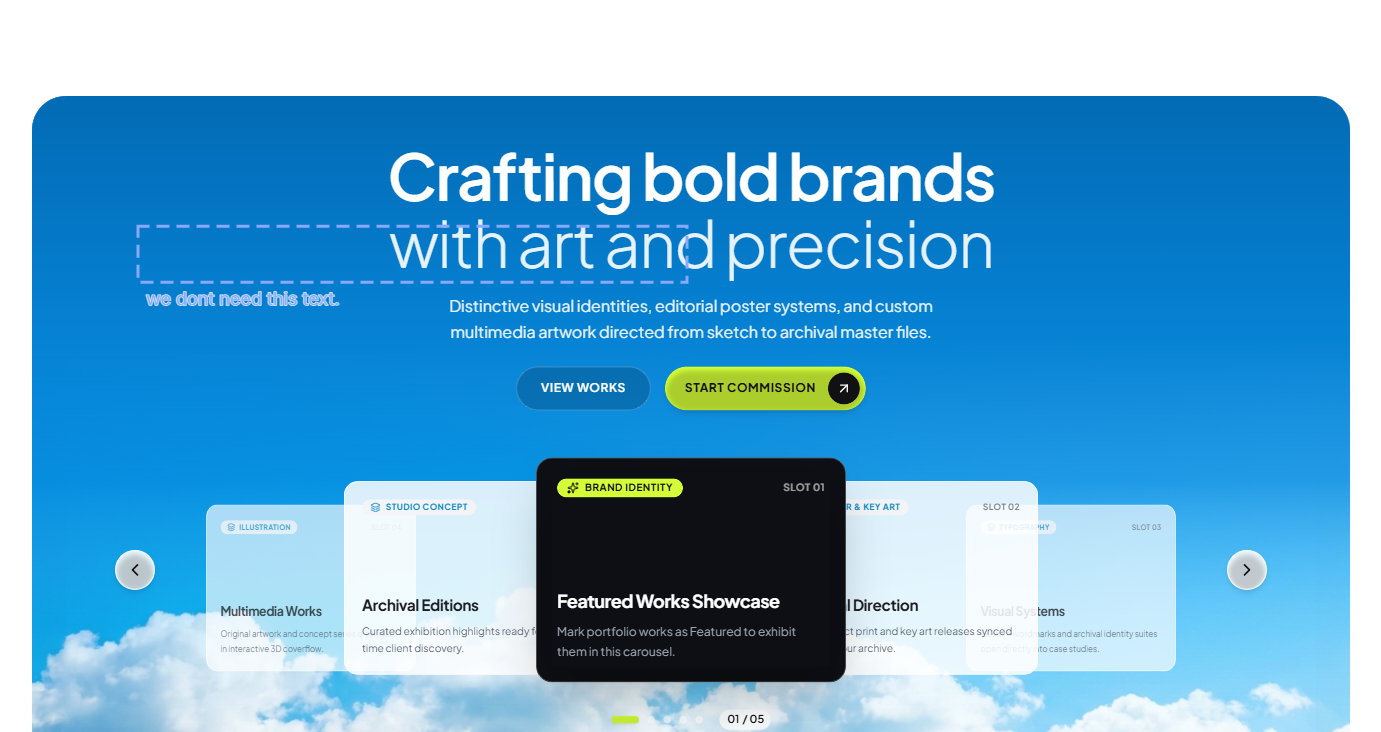 Crafting bold brands
with art and precision
we dont need this text.
Distinctive visual identities, editorial poster systems, and custom
multimedia artwork directed from sketch to archival master files.
VIEW WORKS
START COMMISSION
ILLUSTRATION
Multimedia Works
Original artwork and concept
in interactive 3D coverflow.
STUDIO CONCEPT
Archival Editions
Curated exhibition highlights ready
time client discovery.
BRAND IDENTITY
SLOT 01
Featured Works Showcase
Mark portfolio works as Featured to exhibit
them in this carousel.
R & KEY ART
SLOT 02
l Direction
ct print and key art releases synced
our archive.
TYPOGRAPHY
SLOT 03
Visual Systems
marks and archival identity suites
open directly into case studies.
01 / 05